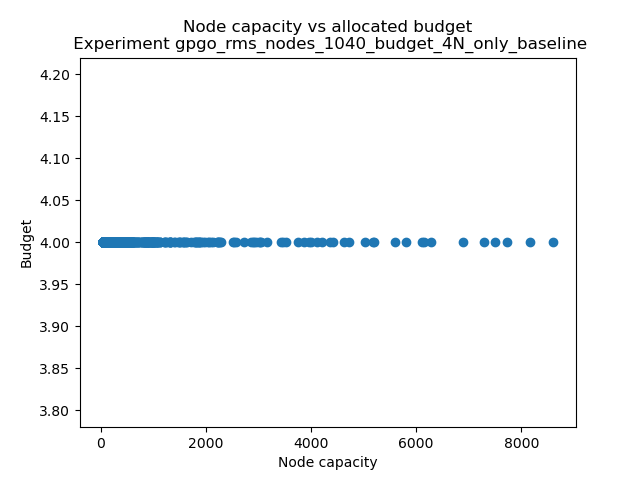 Node capacity vs allocated budget
Experiment gpgo_rms_nodes_1040_budget_4N_only_baseline
4.20
4.15
4.10
4.05
4.00
3.95
3.90
3.85
3.80
Budget
0 2000 4000 6000 8000
Node capacity